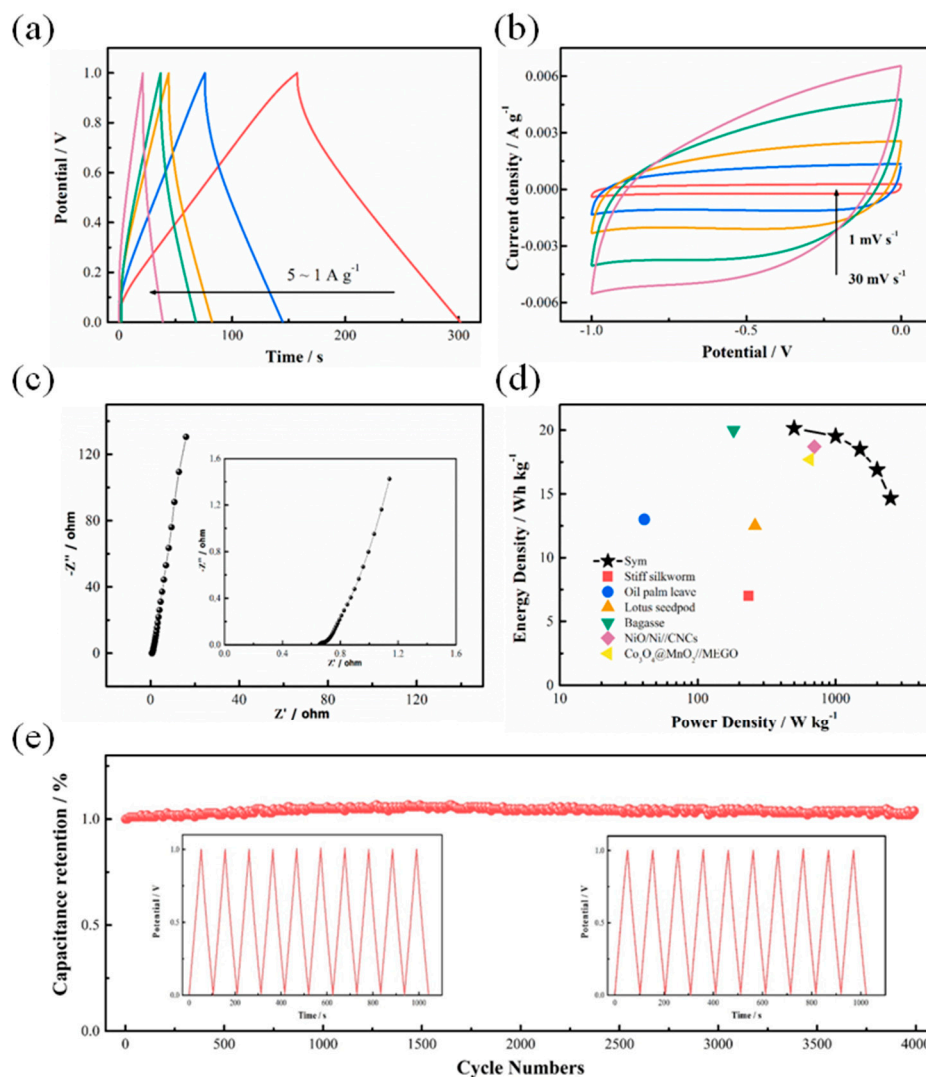 (a)
1.0
0.8
0.6
0.4
0.2
0.0
Potential / V
5 ~ 1 A g⁻¹
0
100
200
300
Time / s
(b)
0.006
0.003
0.000
-0.003
-0.006
Current density / A g⁻¹
1 mV s⁻¹
30 mV s⁻¹
-1.0
-0.5
0.0
Potential / V
(c)
120
80
40
0
-Z'' / ohm
0
40
80
120
Z' / ohm
1.6
1.2
0.8
0.4
0.0
-Z'' / ohm
0.0
0.4
0.8
1.2
1.6
Z' / ohm
(d)
20
15
10
5
0
Energy Density / Wh kg⁻¹
Sym
Stiff silkworm
Oil palm leave
Lotus seedpod
Bagasse
NiO/Ni//CNCs
Co₃O₄@MnO₂//MEGO
10
100
1000
Power Density / W kg⁻¹
(e)
1.0
0.5
0.0
Capacitance retention / %
1.0
0.5
0.0
Potential / V
0
200
400
600
800
1000
Time / s
1.0
0.5
0.0
Potential / V
0
200
400
600
800
1000
Time / s
0
500
1000
1500
2000
2500
3000
3500
4000
Cycle Numbers